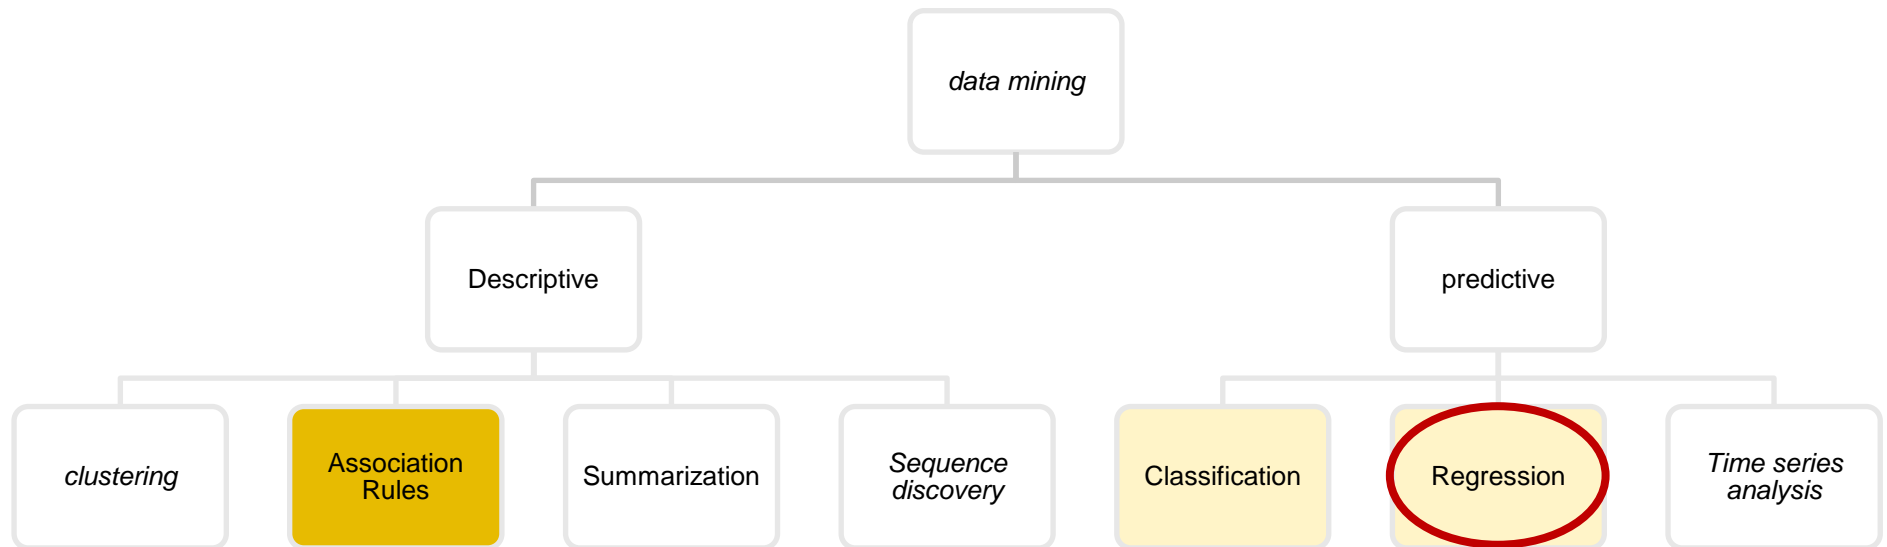 data mining
Descriptive
predictive
clustering
Association
Rules
Summarization
Sequence
discovery
Classification
Regression
Time series
analysis